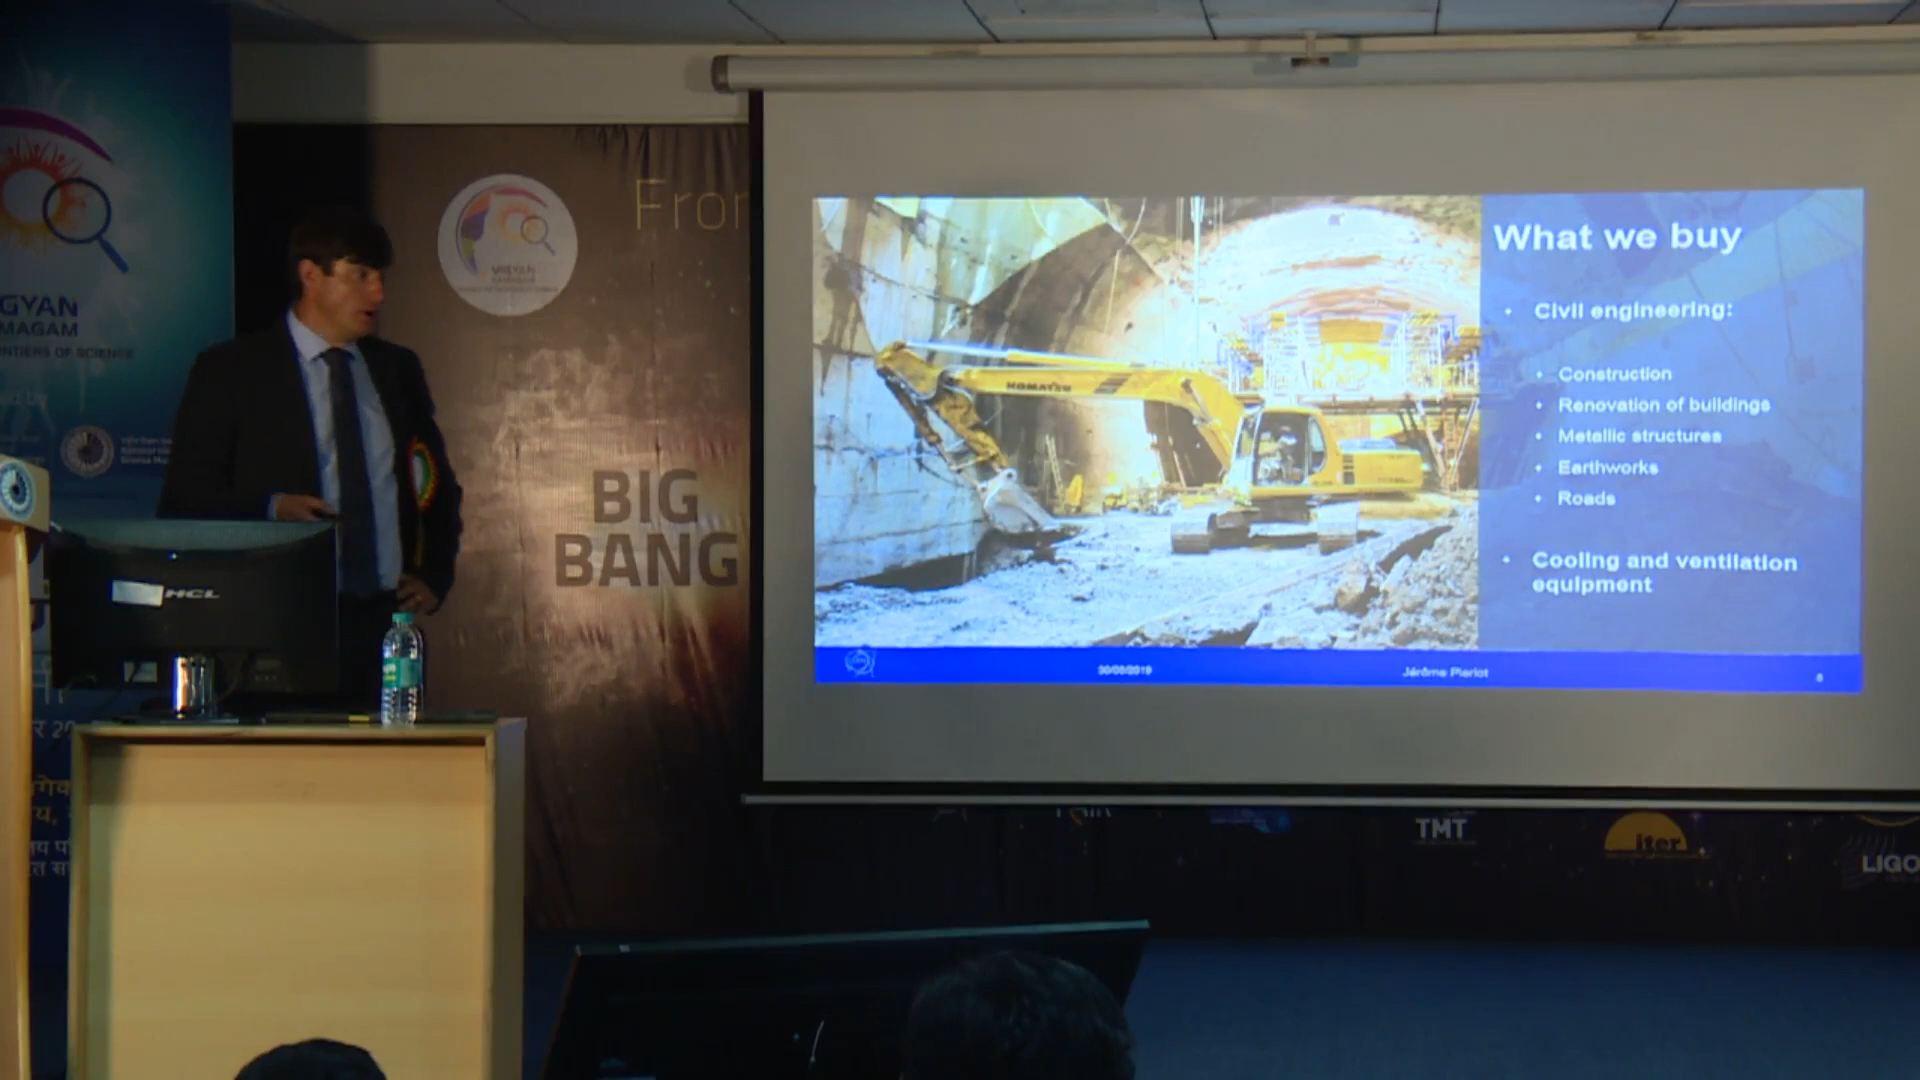 GYAN
MAGAM
NTIERS OF SCIENCE
Fron
BIG
BANG
HCL
What we buy
• Civil engineering:
• Construction
• Renovation of buildings
• Metallic structures
• Earthworks
• Roads
• Cooling and ventilation
equipment
KOMATSU
Jérôme Pierlot
TMT
iter
LIGO